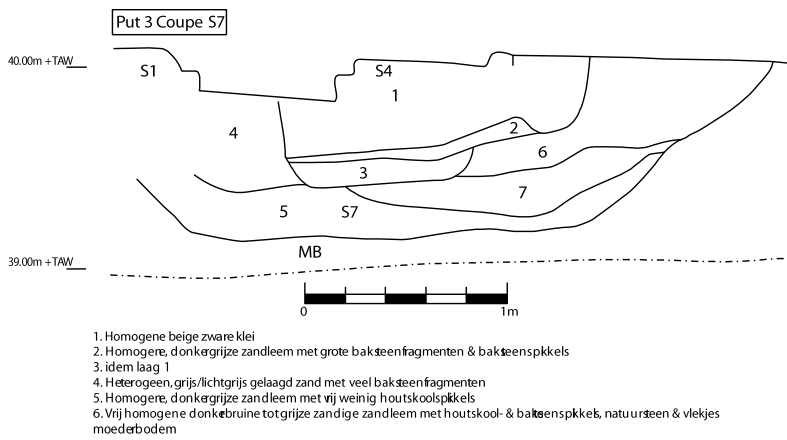 Put 3 Coupe S7
40.00m +TAW
S1
S4
1
4
2
6
3
7
5
S7
MB
39.00m +TAW
0
1m
1. Homogene beige zware klei
2. Homogene, donkergrijze zandleem met grote baksteenfragmenten & baksteenspikkels
3. idem laag 1
4. Heterogeen, grijs/lichtgrijs gelaagd zand met veel baksteenfragmenten
5. Homogene, donkergrijze zandleem met vrij weinig houtskoolspikkels
6. Vrij homogene donkerbruine tot grijze zandige zandleem met houtskool- & baksteenspikkels, natuursteen & vlekjes
moederbodem